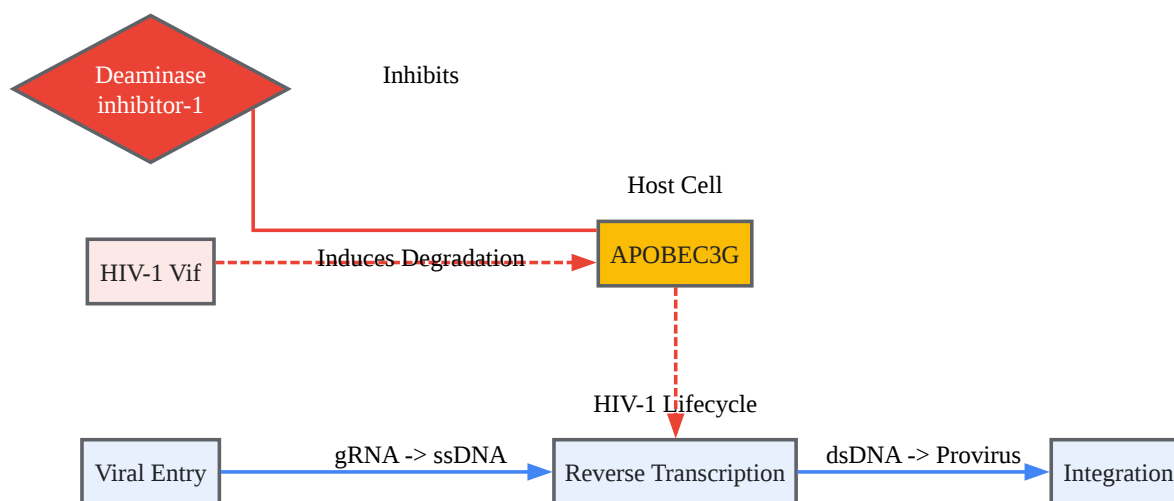 Deaminase
inhibitor-1
Inhibits
Host Cell
HIV-1 Vif
Induces Degradation
APOBEC3G
HIV-1 Lifecycle
Viral Entry
gRNA -> ssDNA
Reverse Transcription
dsDNA -> Provirus
Integration